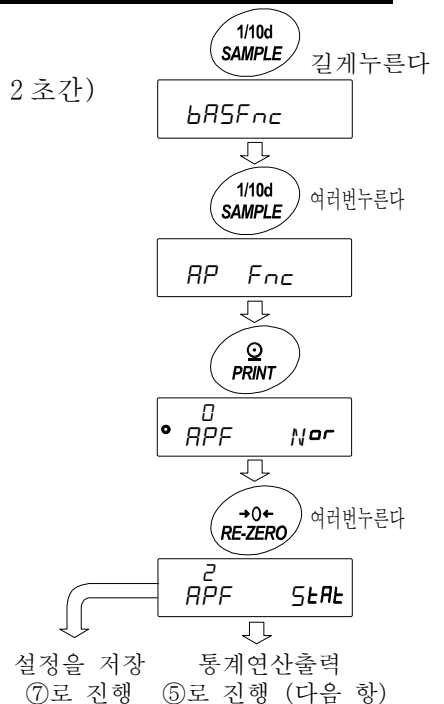 1/10d
SAMPLE
길게누른다
2초간)
bASFnc
1/10d
SAMPLE
여러번누른다
AP Fnc
PRINT
0
APF Nor
→0←
RE-ZERO
여러번누른다
2
APF StAt
설정을 저장
⑦로 진행
통계연산출력
⑤로 진행 (다음 항)